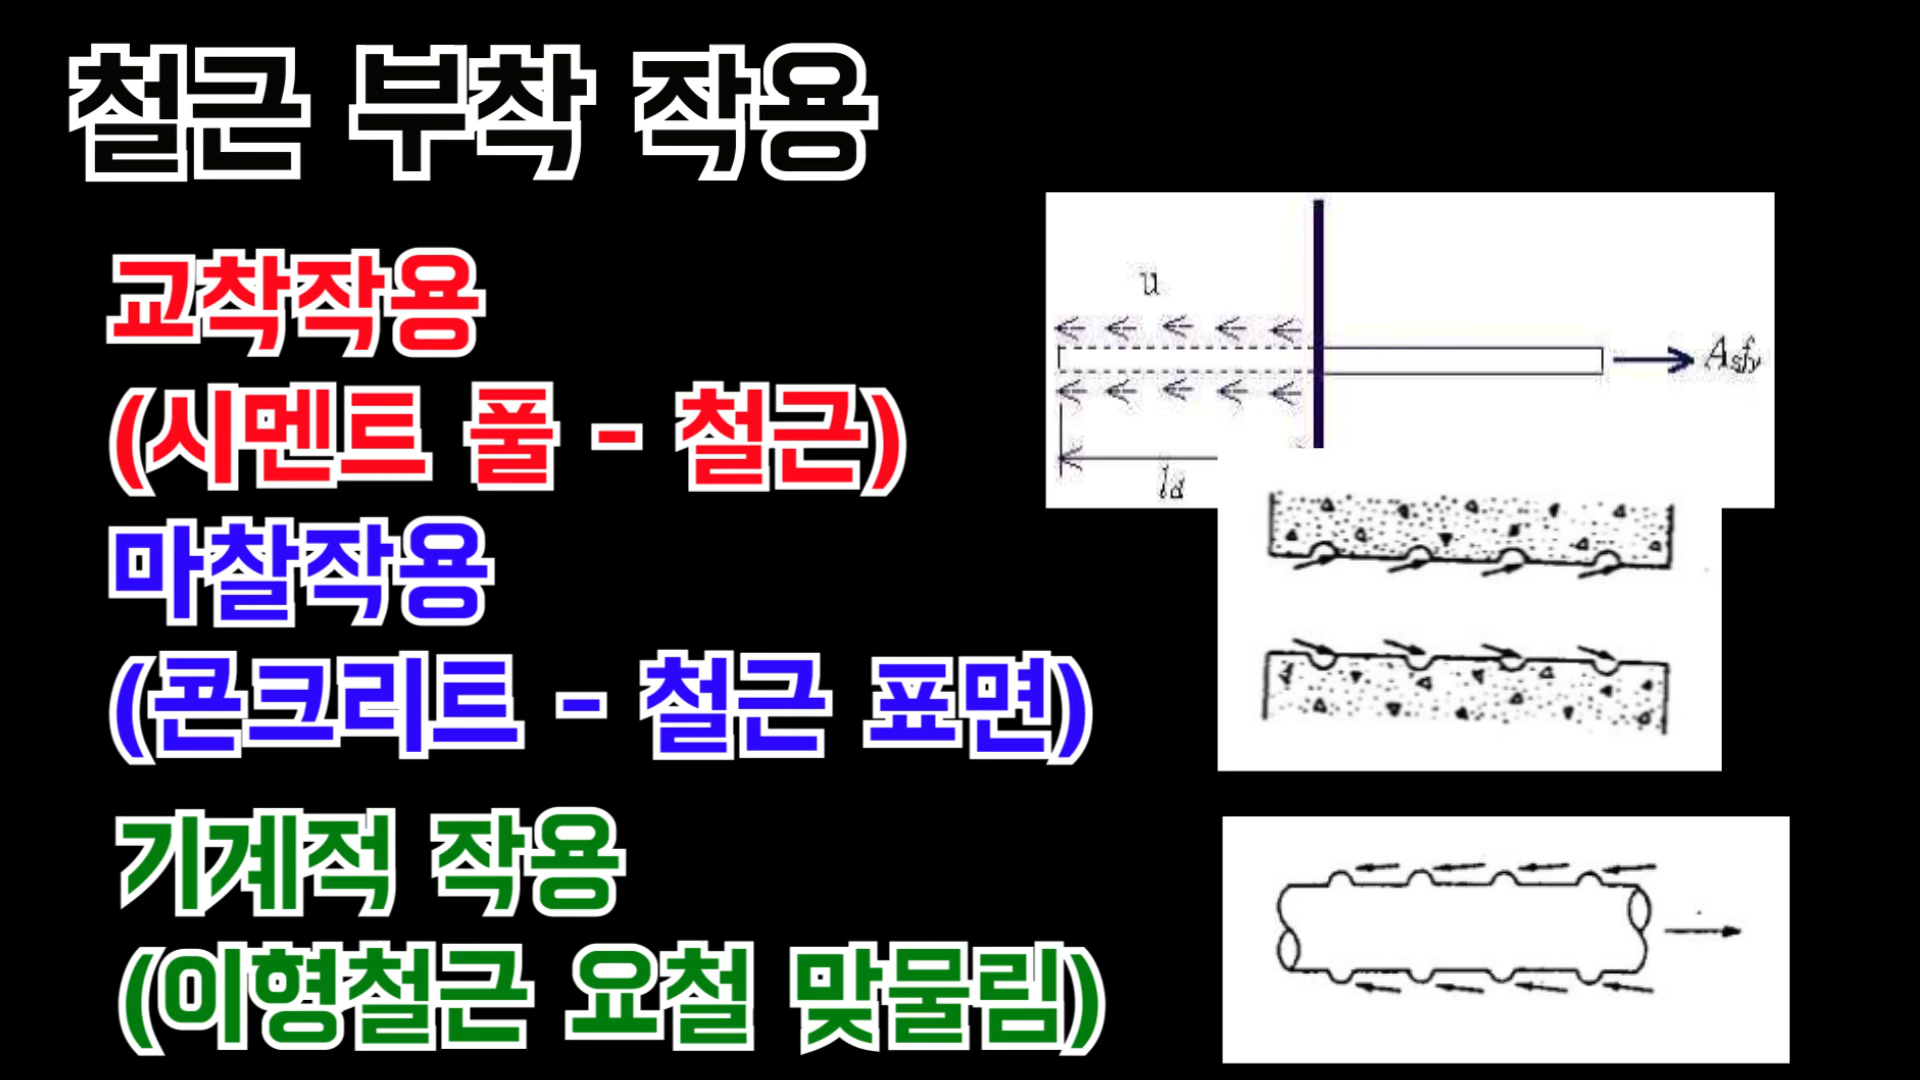 철근 부착 작용
교착작용
(시멘트 풀 - 철근)
마찰작용
(콘크리트 - 철근 표면)
기계적 작용
(이형철근 요철 맞물림)
u
Asfy
ld